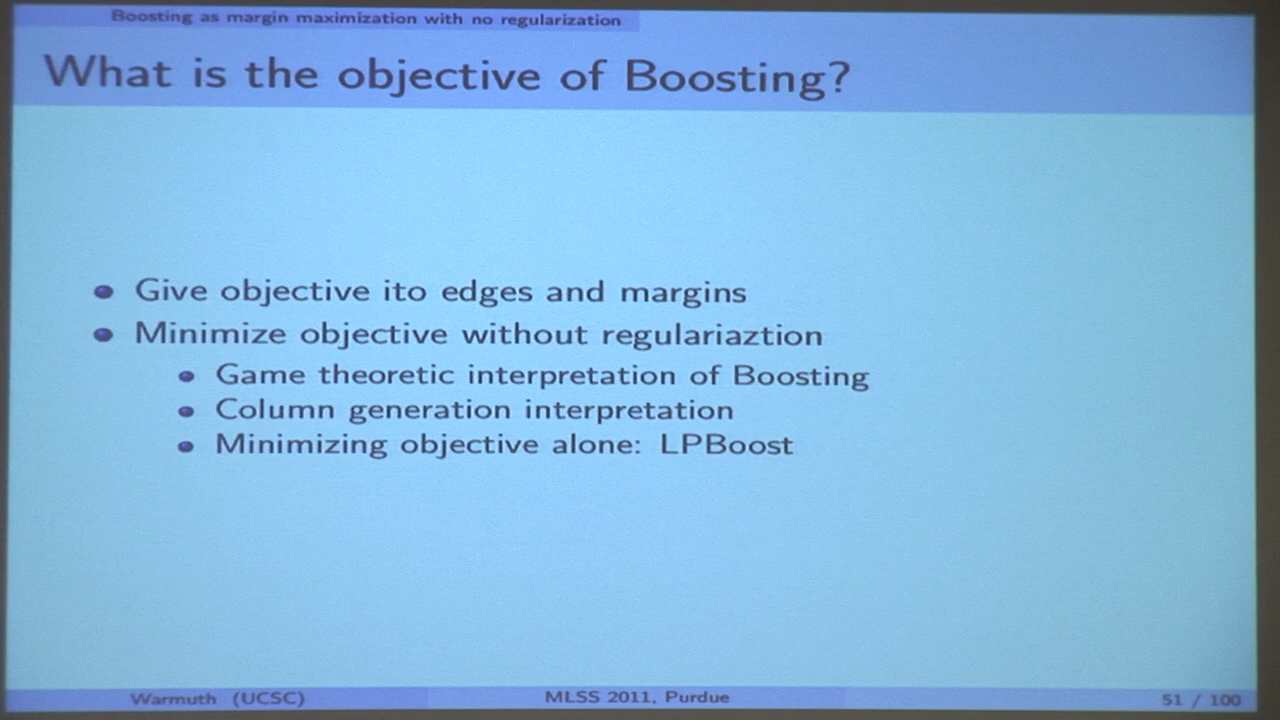 Boosting as margin maximization with no regularization
What is the objective of Boosting?
Give objective ito edges and margins
Minimize objective without regulariaztion
Game theoretic interpretation of Boosting
Column generation interpretation
Minimizing objective alone: LPBoost
Warmuth (UCSC) MLSS 2011, Purdue 51 / 100